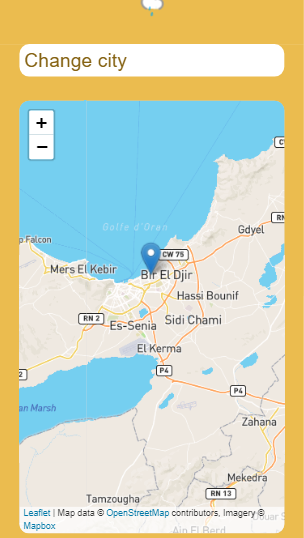 Change city
+
−
Golfe d'Oran
Gdyel
p Falcon
CW 75
Mers El Kebir
Bir El Djir
Hassi Bounif
RN 2
Es-Senia
Sidi Chami
El Kerma
P4
P4
an Marsh
Zahana
Mekedra
Tamzougha
RN 13
Leaflet | Map data © OpenStreetMap contributors, Imagery ©
Mapbox
Ain El Berd